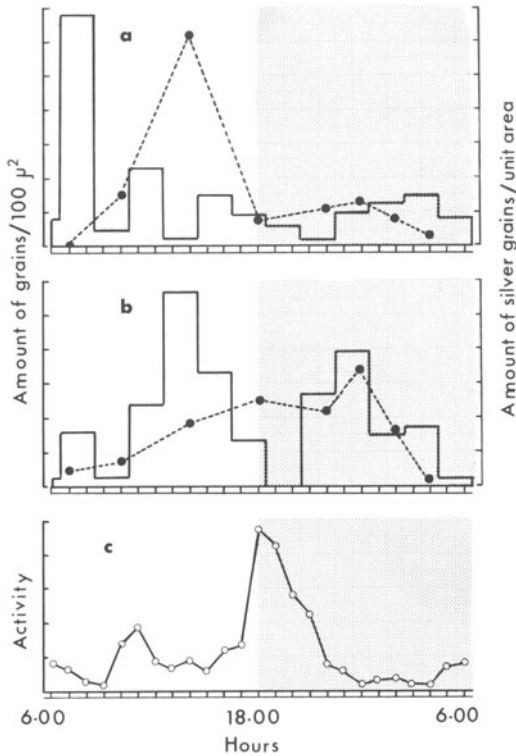 a
Amount of grains/100 μ²
Amount of silver grains/unit area
b
c
Activity
6·00
18·00
6·00
Hours